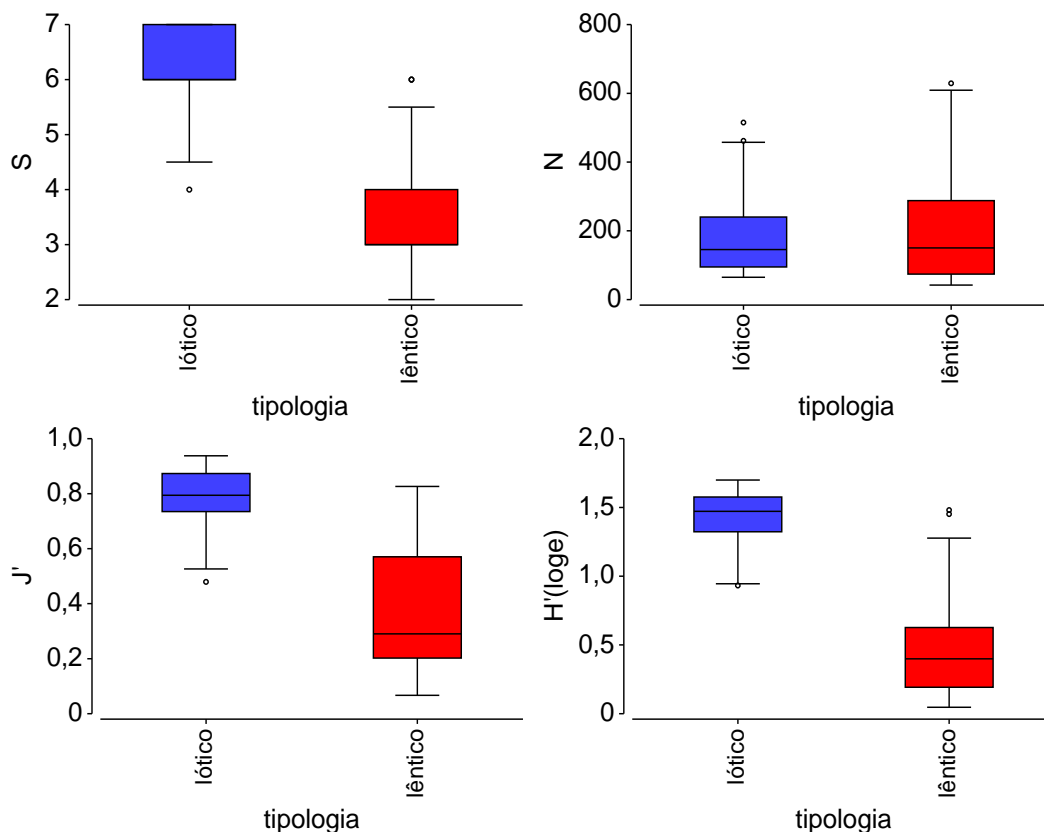 7
6
5
4
3
2
S
lótico
lêntico
tipologia
800
600
400
200
0
N
lótico
lêntico
tipologia
1,0
0,8
0,6
0,4
0,2
0
J'
lótico
lêntico
tipologia
2,0
1,5
1,0
0,5
0
H'(loge)
lótico
lêntico
tipologia